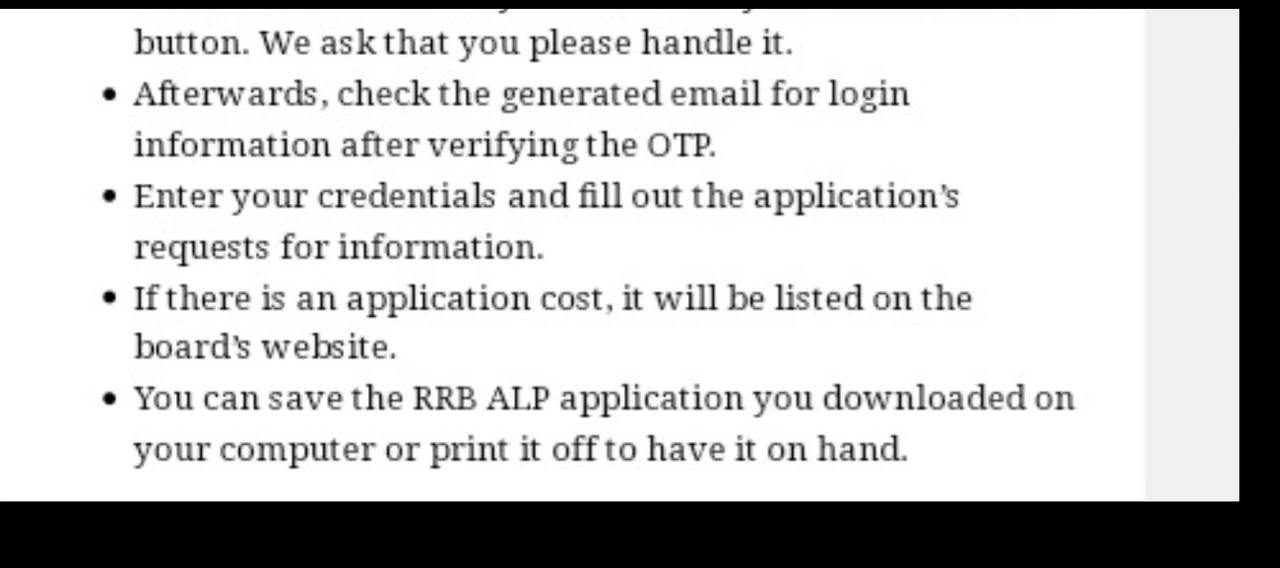 button. We ask that you please handle it.
• Afterwards, check the generated email for login
information after verifying the OTP.
• Enter your credentials and fill out the application’s
requests for information.
• If there is an application cost, it will be listed on the
board’s website.
• You can save the RRB ALP application you downloaded on
your computer or print it off to have it on hand.